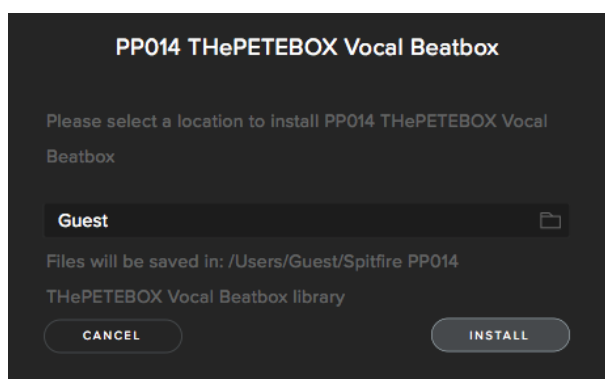 PP014 THePETEBOX Vocal Beatbox
Please select a location to install PP014 THePETEBOX Vocal
Beatbox
Guest
Files will be saved in: /Users/Guest/Spitfire PP014
THePETEBOX Vocal Beatbox library
CANCEL
INSTALL